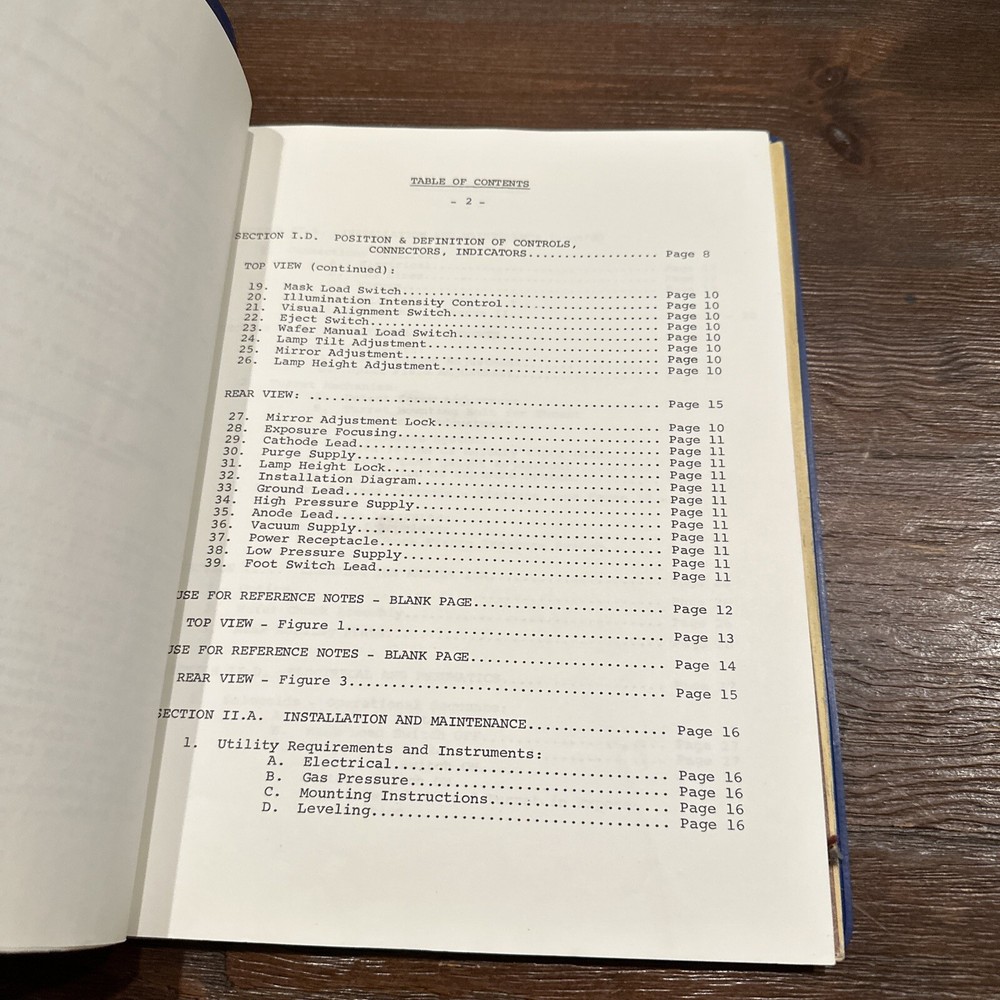 TABLE OF CONTENTS
- 2 -
SECTION I.D. POSITION & DEFINITION OF CONTROLS,
CONNECTORS, INDICATORS.................. Page 8
TOP VIEW (continued):
19. Mask Load Switch.................................... Page 10
20. Illumination Intensity Control...................... Page 10
21. Visual Alignment Switch............................. Page 10
22. Eject Switch........................................ Page 10
23. Wafer Manual Load Switch............................ Page 10
24. Lamp Tilt Adjustment................................ Page 10
25. Mirror Adjustment................................... Page 10
26. Lamp Height Adjustment.............................. Page 10
REAR VIEW: ................................................ Page 15
27. Mirror Adjustment Lock.............................. Page 10
28. Exposure Focusing................................... Page 11
29. Cathode Lead........................................ Page 11
30. Purge Supply........................................ Page 11
31. Lamp Height Lock.................................... Page 11
32. Installation Diagram................................ Page 11
33. Ground Lead......................................... Page 11
34. High Pressure Supply................................ Page 11
35. Anode Lead.......................................... Page 11
36. Vacuum Supply....................................... Page 11
37. Power Receptacle.................................... Page 11
38. Low Pressure Supply................................. Page 11
39. Foot Switch Lead.................................... Page 11
USE FOR REFERENCE NOTES - BLANK PAGE......................... Page 12
TOP VIEW - Figure 1.......................................... Page 13
USE FOR REFERENCE NOTES - BLANK PAGE......................... Page 14
REAR VIEW - Figure 3......................................... Page 15
SECTION II.A. INSTALLATION AND MAINTENANCE.................. Page 16
1. Utility Requirements and Instruments:
A. Electrical...................................... Page 16
B. Gas Pressure.................................... Page 16
C. Mounting Instructions........................... Page 16
D. Leveling........................................ Page 16